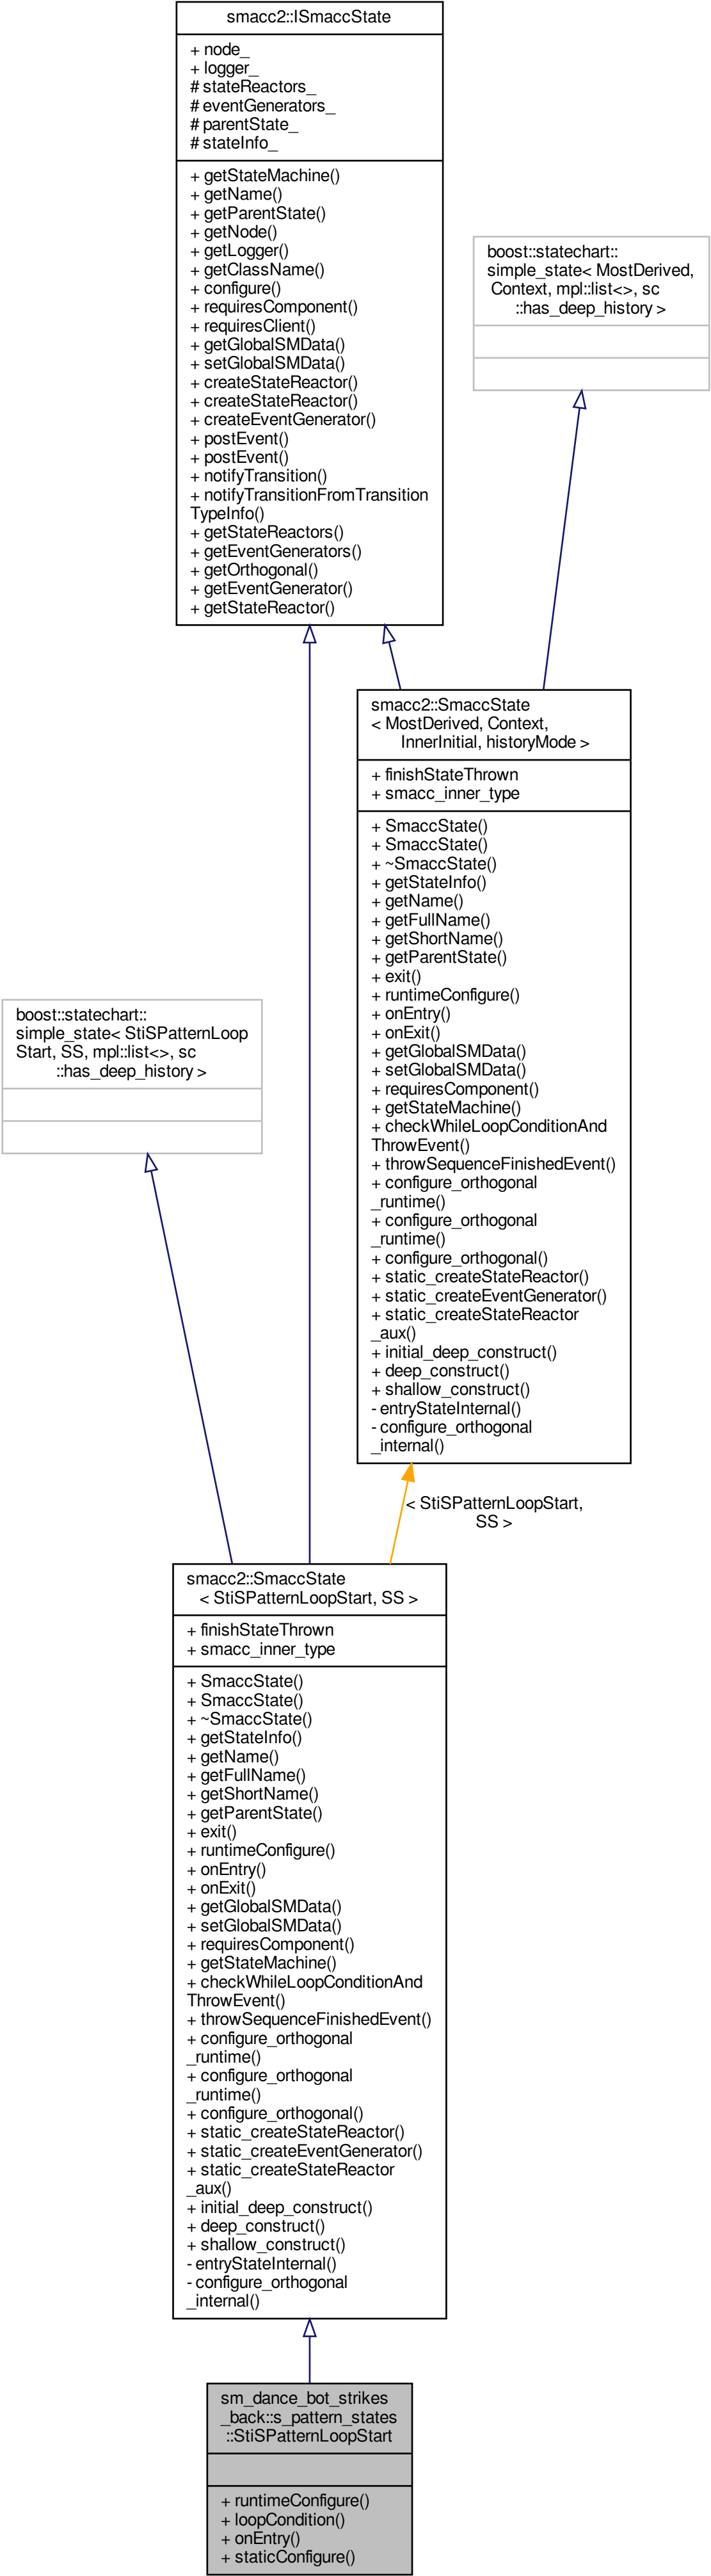 smacc2::ISmaccState
+ node_
+ logger_
# stateReactors_
# eventGenerators_
# parentState_
# stateInfo_
+ getStateMachine()
+ getName()
+ getParentState()
+ getNode()
+ getLogger()
+ getClassName()
+ configure()
+ requiresComponent()
+ requiresClient()
+ getGlobalSMData()
+ setGlobalSMData()
+ createStateReactor()
+ createStateReactor()
+ createEventGenerator()
+ postEvent()
+ postEvent()
+ notifyTransition()
+ notifyTransitionFromTransition
TypeInfo()
+ getStateReactors()
+ getEventGenerators()
+ getOrthogonal()
+ getEventGenerator()
+ getStateReactor()
boost::statechart::
simple_state< MostDerived,
Context, mpl::list<>, sc
::has_deep_history >
smacc2::SmaccState
< MostDerived, Context,
InnerInitial, historyMode >
+ finishStateThrown
+ smacc_inner_type
+ SmaccState()
+ SmaccState()
+ ~SmaccState()
+ getStateInfo()
+ getName()
+ getFullName()
+ getShortName()
+ getParentState()
+ exit()
+ runtimeConfigure()
+ onEntry()
+ onExit()
+ getGlobalSMData()
+ setGlobalSMData()
+ requiresComponent()
+ getStateMachine()
+ checkWhileLoopConditionAnd
ThrowEvent()
+ throwSequenceFinishedEvent()
+ configure_orthogonal
_runtime()
+ configure_orthogonal
_runtime()
+ configure_orthogonal()
+ static_createStateReactor()
+ static_createEventGenerator()
+ static_createStateReactor
_aux()
+ initial_deep_construct()
+ deep_construct()
+ shallow_construct()
- entryStateInternal()
- configure_orthogonal
_internal()
boost::statechart::
simple_state< StiSPatternLoop
Start, SS, mpl::list<>, sc
::has_deep_history >
< StiSPatternLoopStart,
SS >
smacc2::SmaccState
< StiSPatternLoopStart, SS >
+ finishStateThrown
+ smacc_inner_type
+ SmaccState()
+ SmaccState()
+ ~SmaccState()
+ getStateInfo()
+ getName()
+ getFullName()
+ getShortName()
+ getParentState()
+ exit()
+ runtimeConfigure()
+ onEntry()
+ onExit()
+ getGlobalSMData()
+ setGlobalSMData()
+ requiresComponent()
+ getStateMachine()
+ checkWhileLoopConditionAnd
ThrowEvent()
+ throwSequenceFinishedEvent()
+ configure_orthogonal
_runtime()
+ configure_orthogonal
_runtime()
+ configure_orthogonal()
+ static_createStateReactor()
+ static_createEventGenerator()
+ static_createStateReactor
_aux()
+ initial_deep_construct()
+ deep_construct()
+ shallow_construct()
- entryStateInternal()
- configure_orthogonal
_internal()
sm_dance_bot_strikes
_back::s_pattern_states
::StiSPatternLoopStart
+ runtimeConfigure()
+ loopCondition()
+ onEntry()
+ staticConfigure()